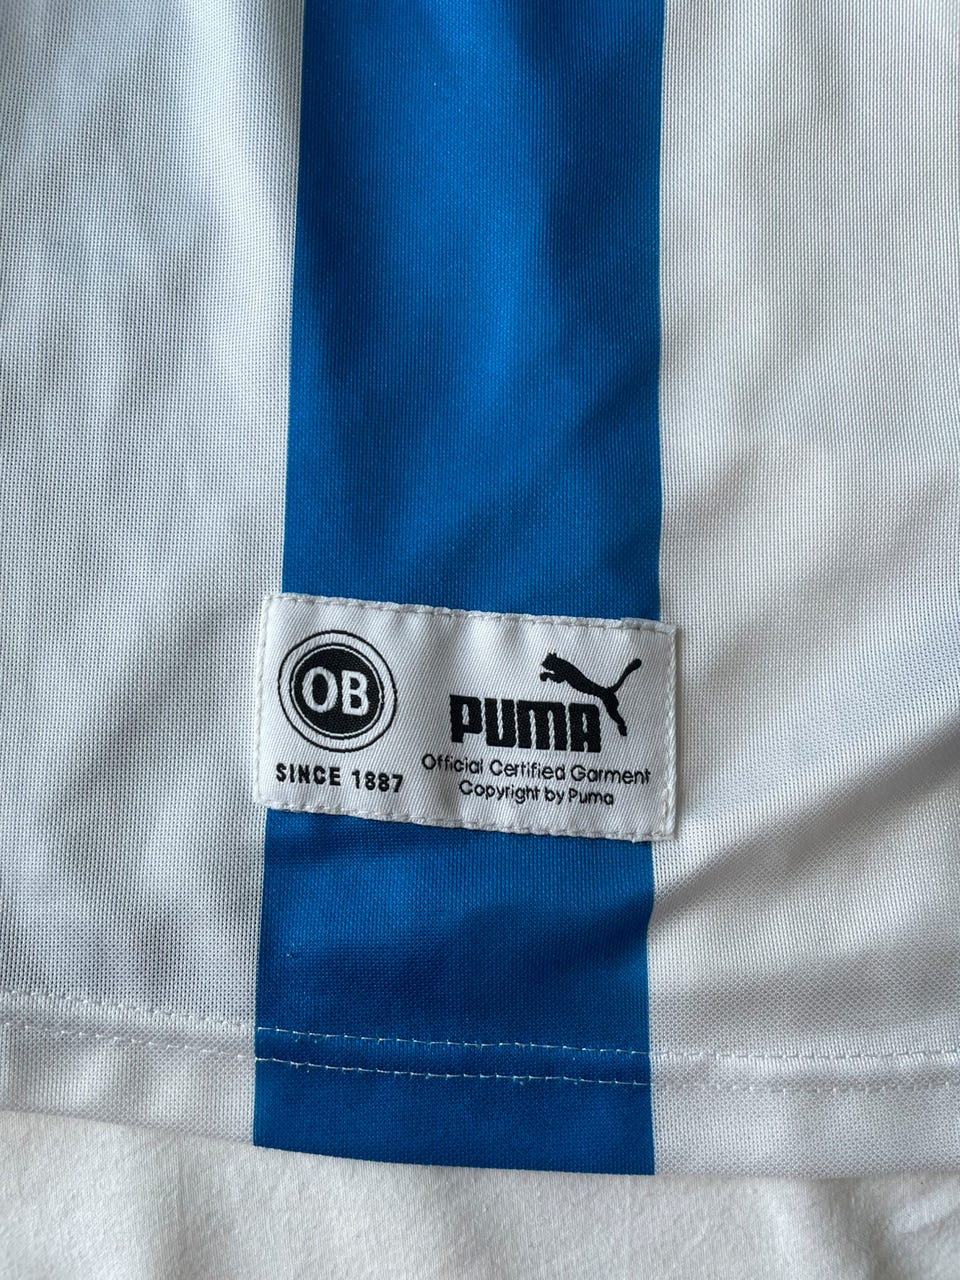 OB
SINCE 1887
PUMA
Official Certified Garment
Copyright by Puma